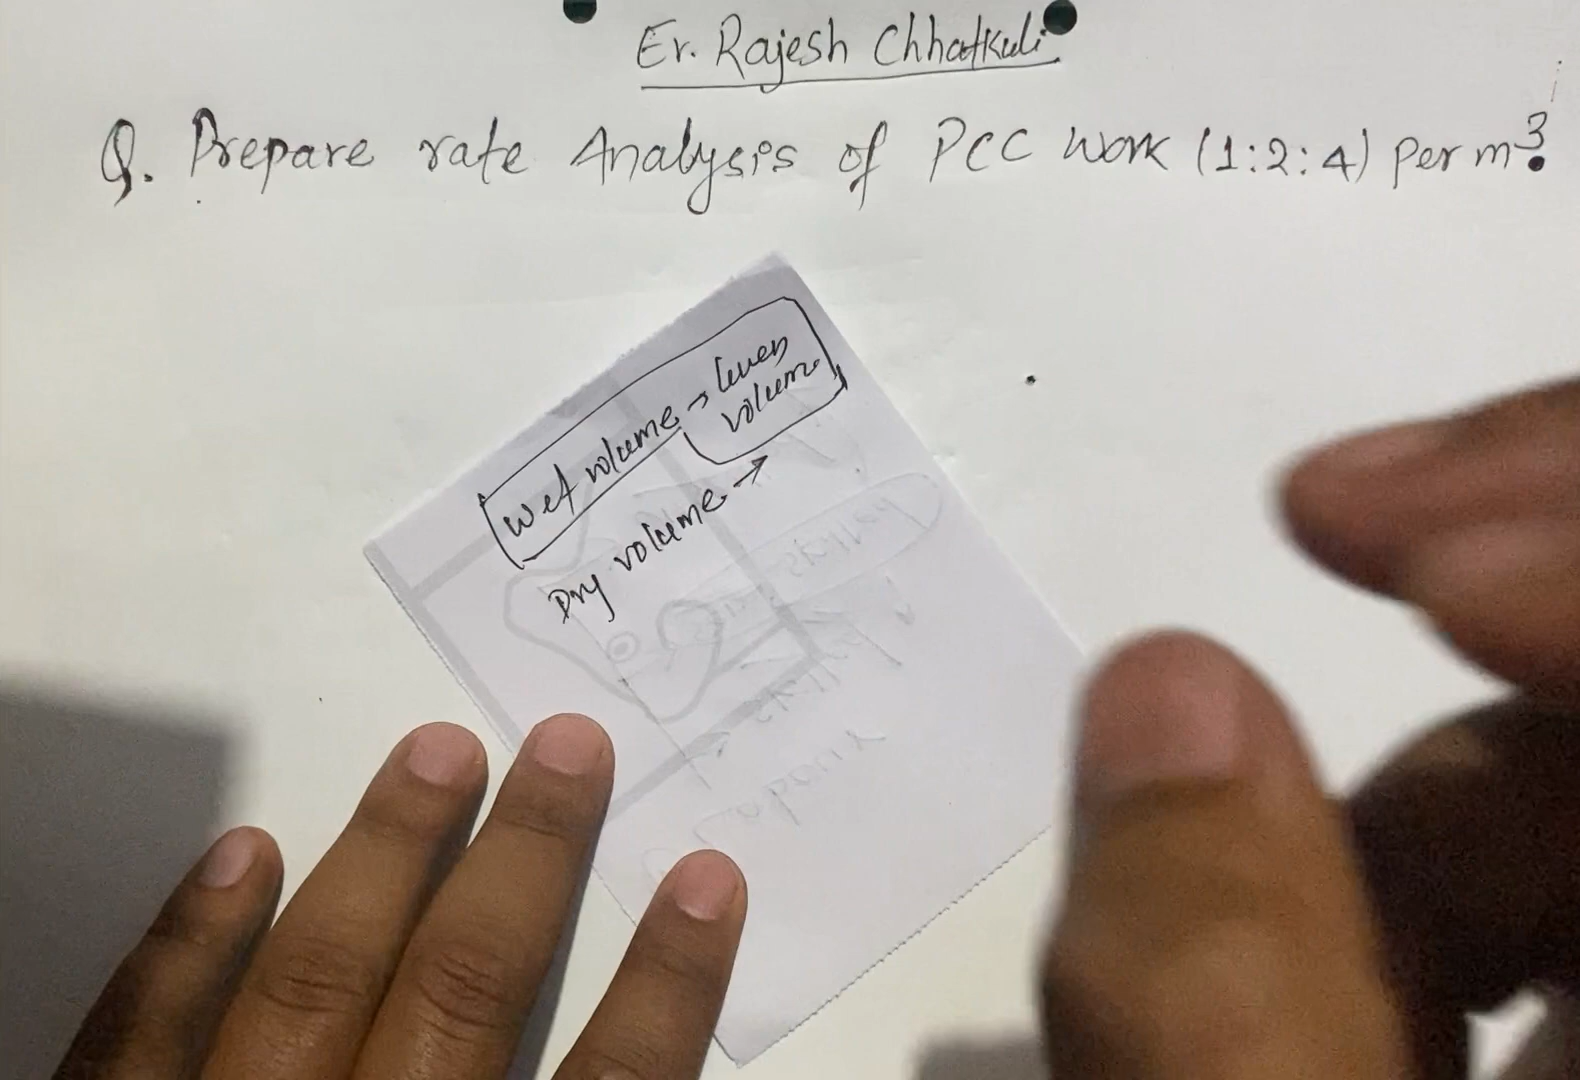 Er. Rajesh Chhatkuli
Q. Prepare rate Analysis of PCC Work (1:2:4) per m³.
Wet volume →
volume
Dry volume →